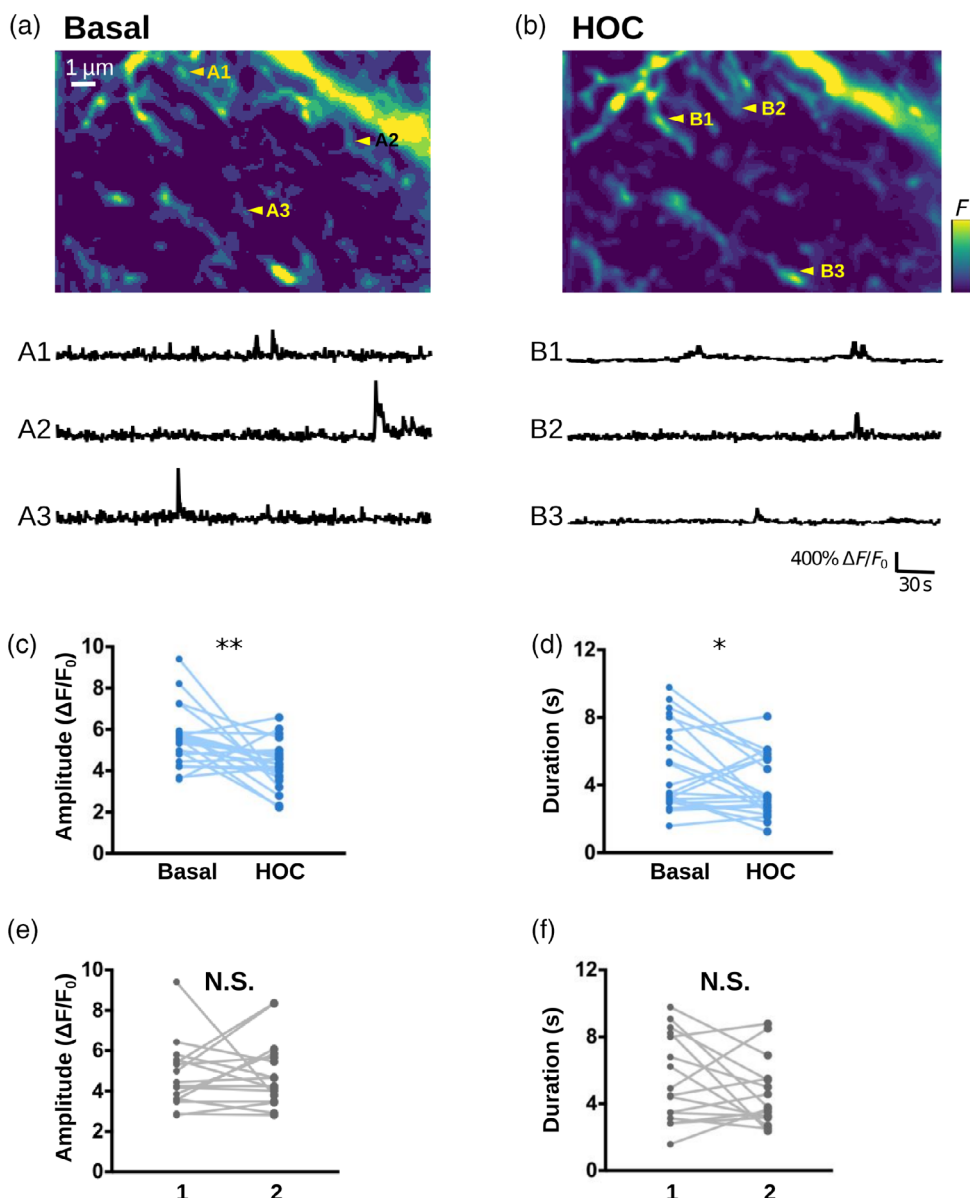 (a) Basal
(b) HOC
1 μm
A1
A2
A3
B1
B2
B3
F
A1
A2
A3
B1
B2
B3
400% ΔF/F0
30 s
(c)
**
Amplitude (ΔF/F0)
10
8
6
4
2
0
Basal HOC
(d)
*
Duration (s)
12
8
4
0
Basal HOC
(e)
N.S.
Amplitude (ΔF/F0)
10
8
6
4
2
0
1 2
(f)
N.S.
Duration (s)
12
8
4
0
1 2